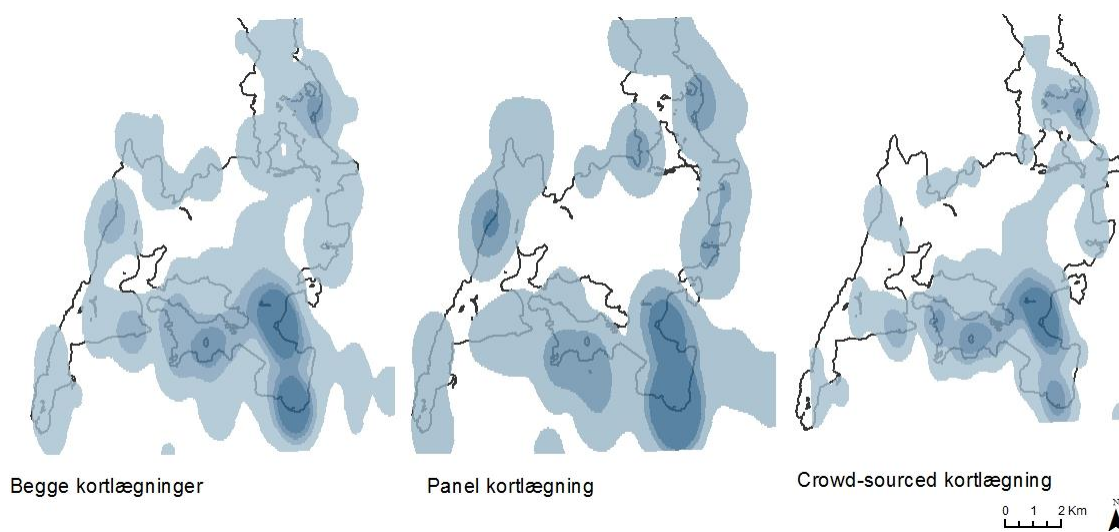 Begge kortlægninger
Panel kortlægning
Crowd-sourced kortlægning
0 1 2 Km
N